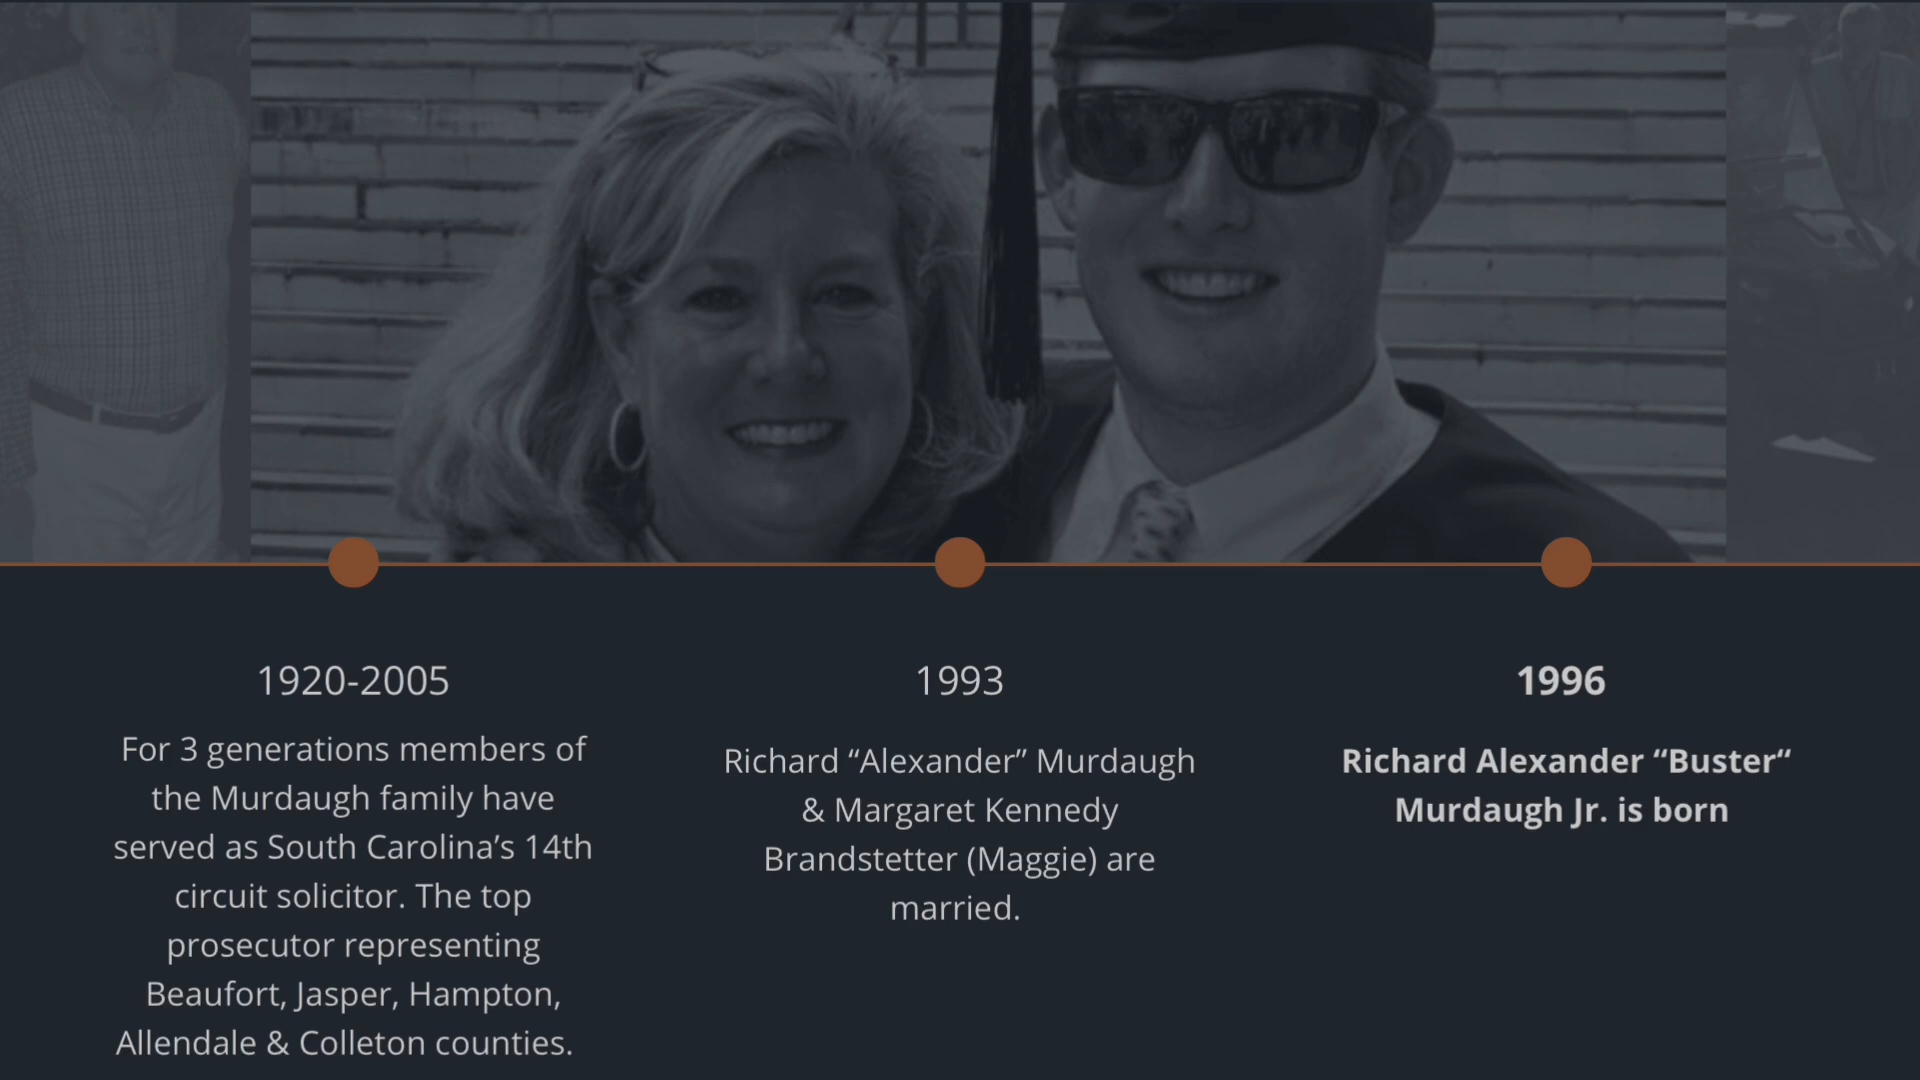 1920-2005
For 3 generations members of
the Murdaugh family have
served as South Carolina’s 14th
circuit solicitor. The top
prosecutor representing
Beaufort, Jasper, Hampton,
Allendale & Colleton counties.
1993
Richard “Alexander” Murdaugh
& Margaret Kennedy
Brandstetter (Maggie) are
married.
1996
Richard Alexander “Buster“
Murdaugh Jr. is born